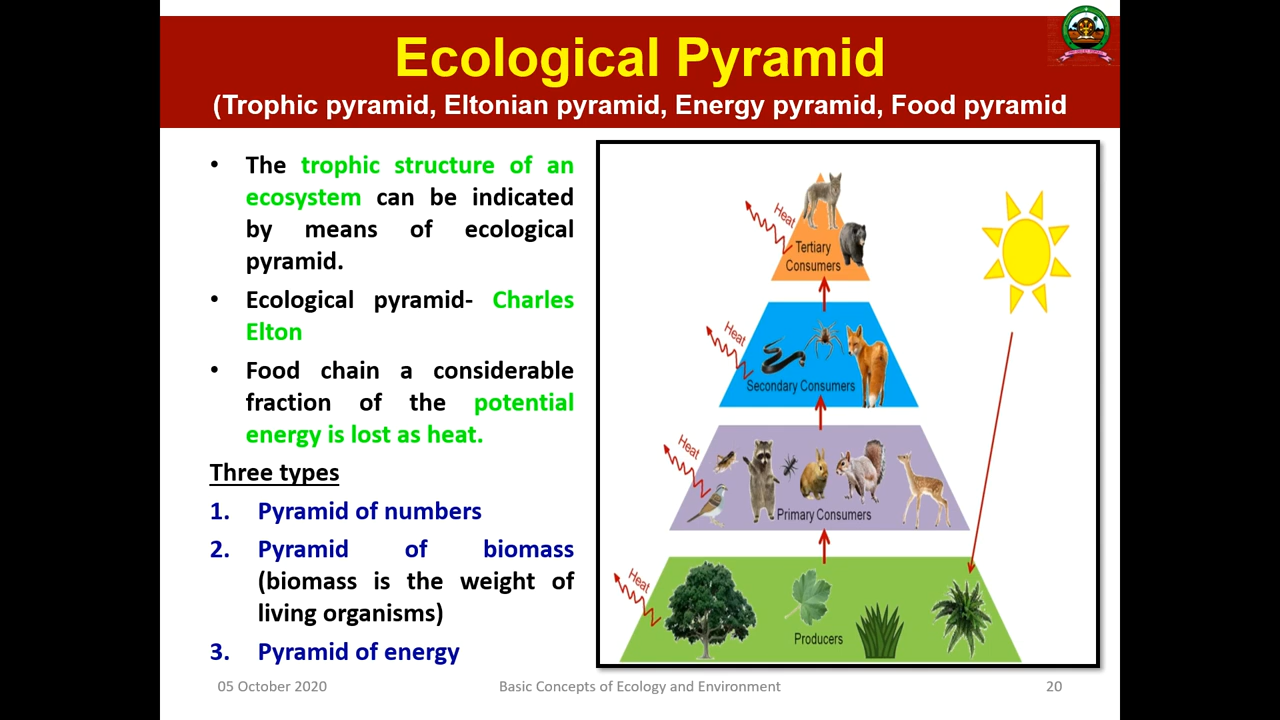 Ecological Pyramid
(Trophic pyramid, Eltonian pyramid, Energy pyramid, Food pyramid
• The trophic structure of an
ecosystem can be indicated
by means of ecological
pyramid.
• Ecological pyramid- Charles
Elton
• Food chain a considerable
fraction of the potential
energy is lost as heat.
Three types
1. Pyramid of numbers
2. Pyramid of biomass
(biomass is the weight of
living organisms)
3. Pyramid of energy
Heat
Tertiary
Consumers
Heat
Secondary Consumers
Heat
Primary Consumers
Heat
Producers
05 October 2020
Basic Concepts of Ecology and Environment
20